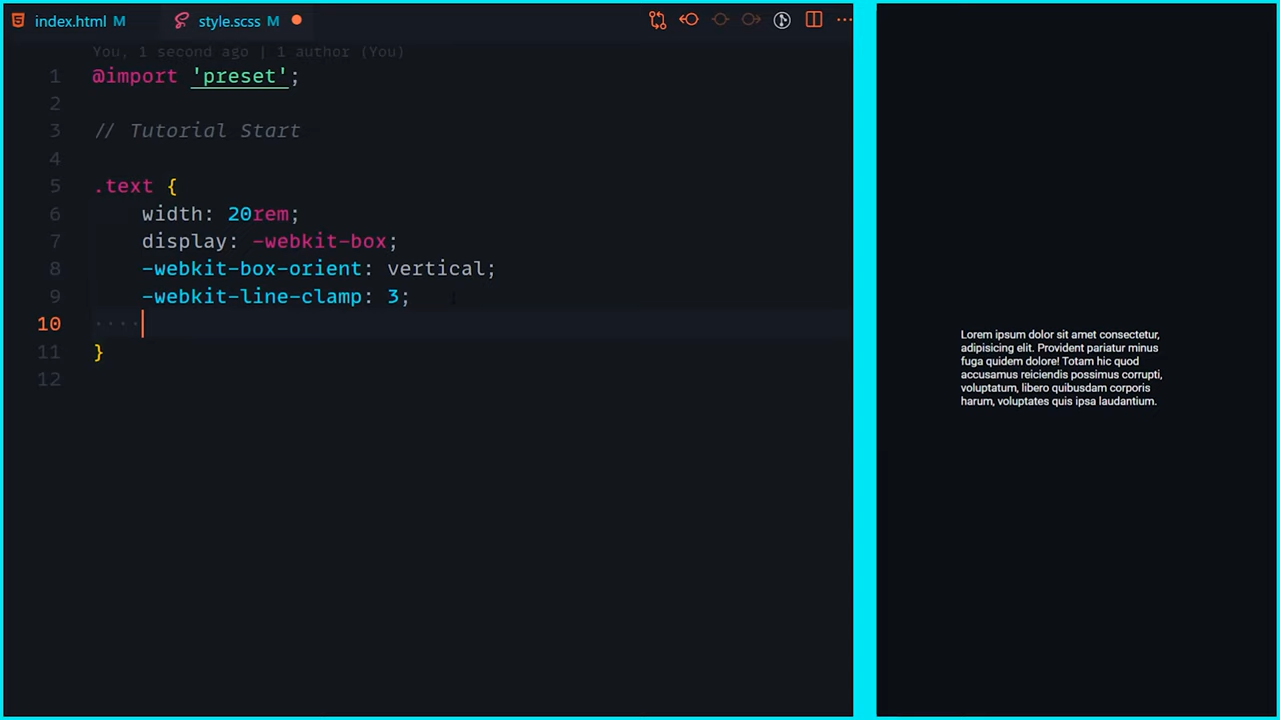 index.html M
style.scss M
You, 1 second ago | 1 author (You)
1 @import 'preset';
2
3 // Tutorial Start
4
5 .text {
6 width: 20rem;
7 display: -webkit-box;
8 -webkit-box-orient: vertical;
9 -webkit-line-clamp: 3;
10
11 }
12
Lorem ipsum dolor sit amet consectetur,
adipisicing elit. Provident pariatur minus
fuga quidem dolore! Totam hic quod
accusamus reiciendis possimus corrupti,
voluptatum, libero quibusdam corporis
harum, voluptates quis ipsa laudantium.